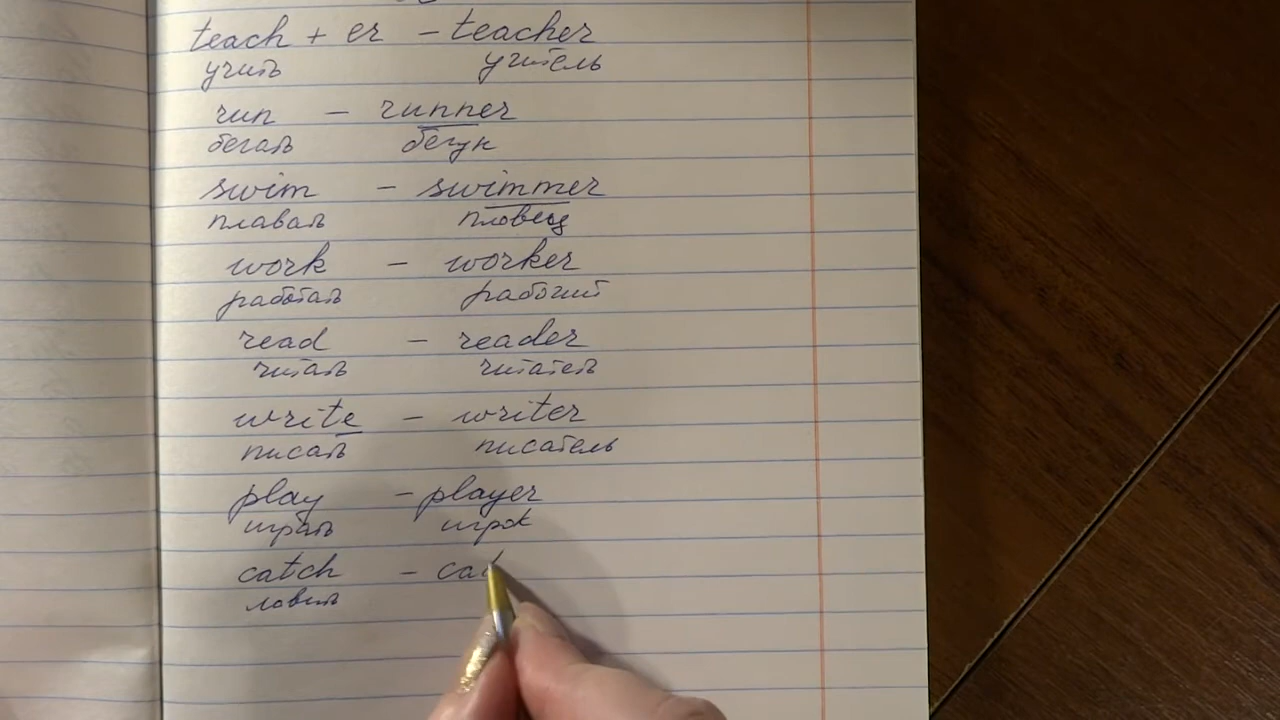 teach + er - teacher
учить учитель
run - runner
бегать бегун
swim - swimmer
плавать пловец
work - worker
работать рабочий
read - reader
читать читатель
write - writer
писать писатель
play - player
играть игрок
catch - cat
ловить